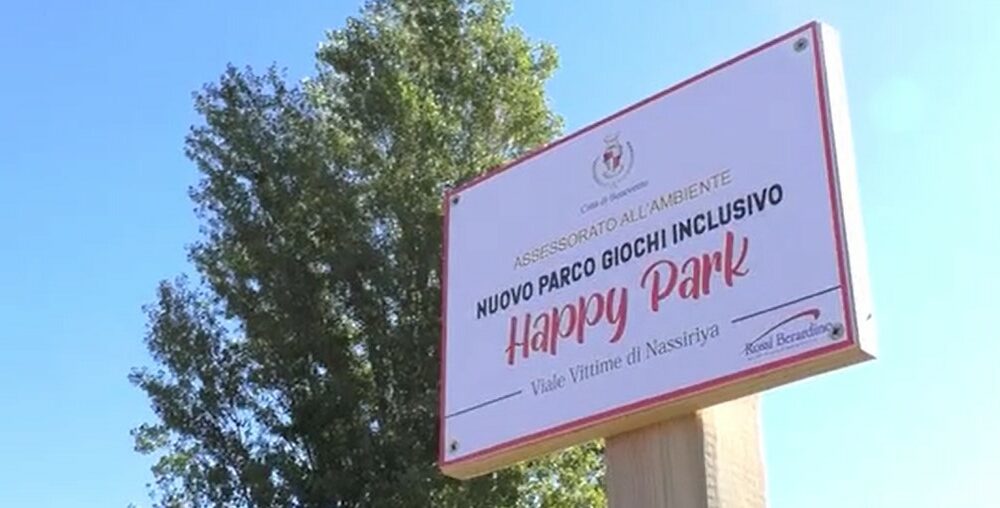 Città di Benevento
ASSESSORATO ALL'AMBIENTE
NUOVO PARCO GIOCHI INCLUSIVO
Happy Park
Viale Vittime di Nassiriya
Rossi Berardino